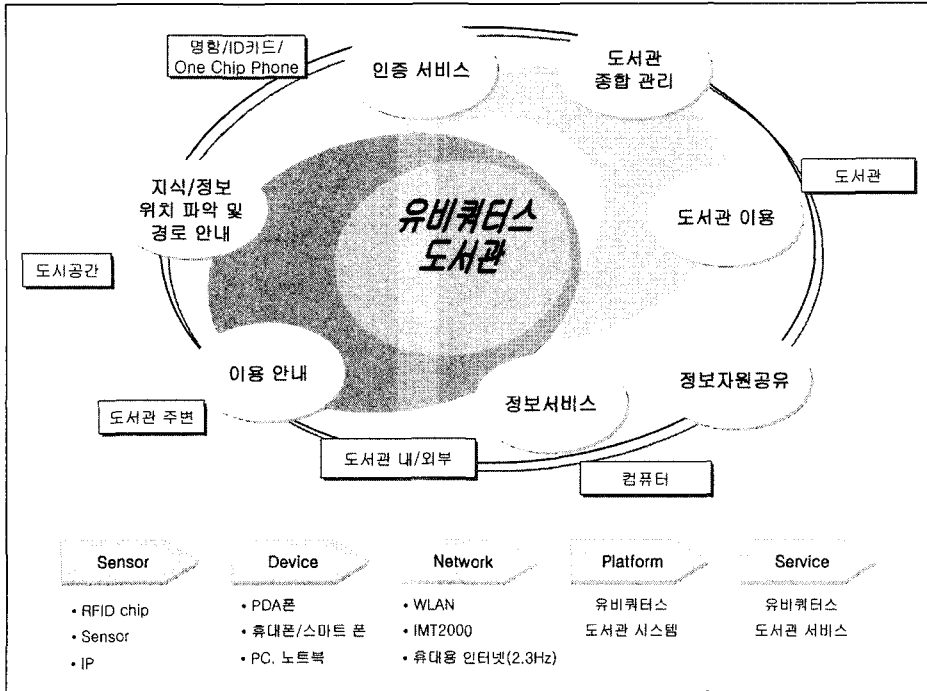 명함/ID카드/
One Chip Phone
인증 서비스
도서관
종합 관리
지식/정보
위치 파악 및
경로 안내
유비쿼터스
도서관
도서관 이용
도서관
도시공간
이용 안내
정보서비스
정보자원공유
도서관 주변
도서관 내/외부
컴퓨터
Sensor
Device
Network
Platform
Service
• RFID chip
• Sensor
• IP
• PDA폰
• 휴대폰/스마트 폰
• PC. 노트북
• WLAN
• IMT2000
• 휴대용 인터넷(2.3Hz)
유비쿼터스
도서관 시스템
유비쿼터스
도서관 서비스